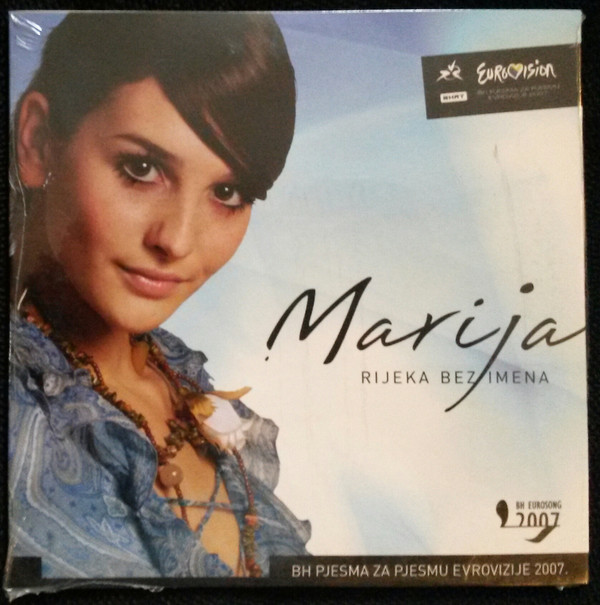 EUROVISION
Marija
RIJEKA BEZ IMENA
BH EUROSONG
2007
BH PJESMA ZA PJESMU EVROVIZIJE 2007.